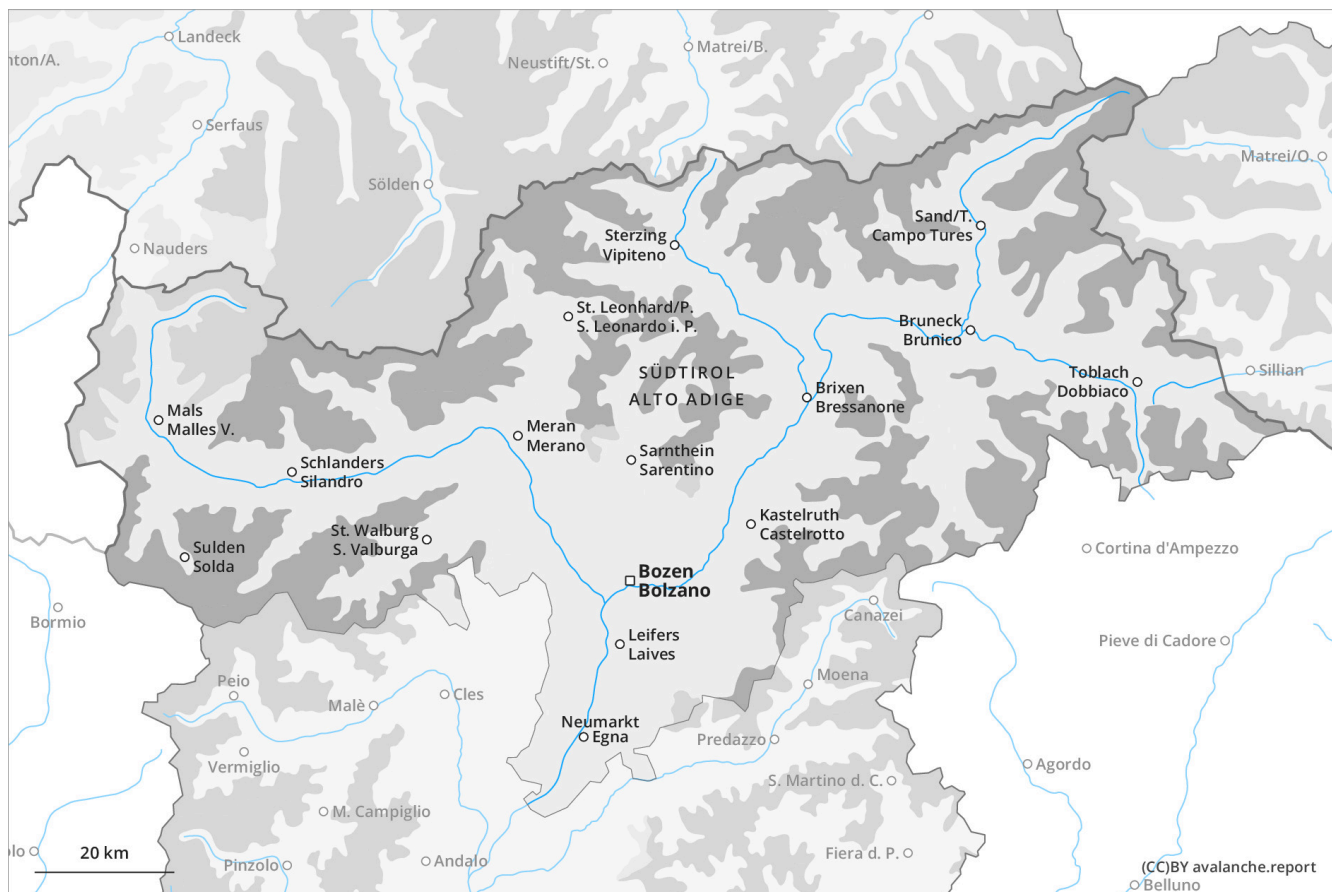 Landeck
nton/A.
Matrei/B.
Neustift/St.
Serfaus
Matrei/O.
Sölden
Sand/T.
Campo Tures
Sterzing
Vipiteno
Nauders
St. Leonhard/P.
S. Leonardo i. P.
Bruneck
Brunico
SÜDTIROL
ALTO ADIGE
Toblach
Dobbiaco
Sillian
Brixen
Bressanone
Mals
Malles V.
Meran
Merano
Sarnthein
Sarentino
Schlanders
Silandro
Kastelruth
Castelrotto
St. Walburg
S. Valburga
Sulden
Solda
Cortina d'Ampezzo
Bozen
Bolzano
Bormio
Canazei
Leifers
Laives
Pieve di Cadore
Peio
Moena
Malè
Cles
Neumarkt
Egna
Predazzo
Vermiglio
Agordo
S. Martino d. C.
M. Campiglio
olo
20 km
Pinzolo
Andalo
Fiera d. P.
(CC)BY avalanche.report
Belluno